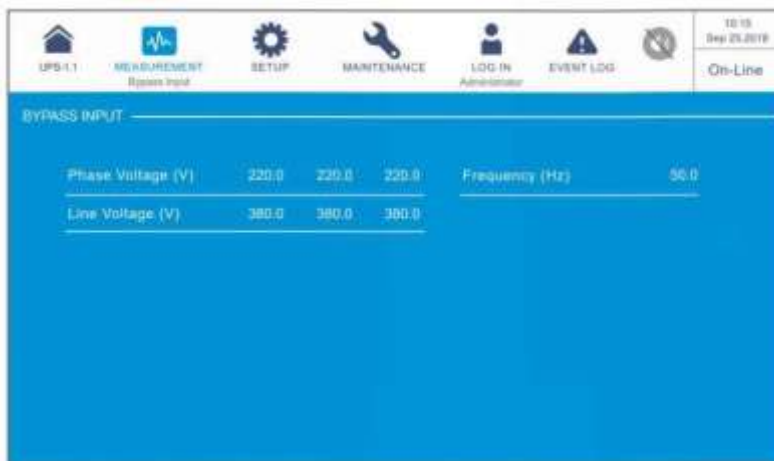 10:15
Sep 25,2018
UPS-1.1
MEASUREMENT
Bypass Input
SETUP
MAINTENANCE
LOG IN
Administrator
EVENT LOG
On-Line
BYPASS INPUT
Phase Voltage (V) 220.0 220.0 220.0 Frequency (Hz) 50.0
Line Voltage (V) 380.0 380.0 380.0